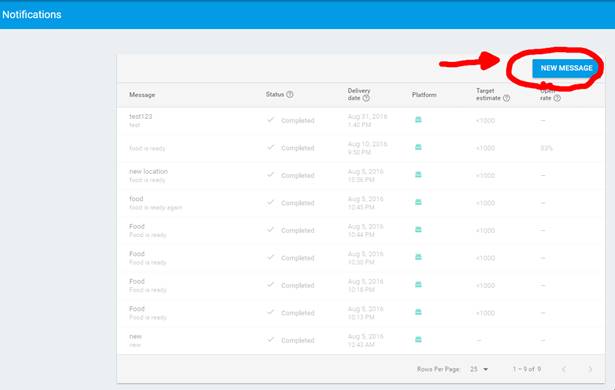 Notifications
NEW MESSAGE
Message Status Delivery date Platform Target estimate Open rate
test123
test
Completed Aug 31, 2016 1:40 PM <1000 –
food is ready Completed Aug 10, 2016 9:50 PM <1000 33%
new location
food is ready
Completed Aug 5, 2016 10:56 PM <1000 –
food
food is ready again
Completed Aug 5, 2016 10:45 PM <1000 –
Food
Food is ready
Completed Aug 5, 2016 10:44 PM <1000 –
Food
Food is ready
Completed Aug 5, 2016 10:30 PM <1000 –
Food
Food is ready
Completed Aug 5, 2016 10:16 PM <1000 –
Food
Food is ready
Completed Aug 5, 2016 10:13 PM <1000 –
new
new
Completed Aug 5, 2016 12:43 AM – –
Rows Per Page: 25 1 – 9 of 9